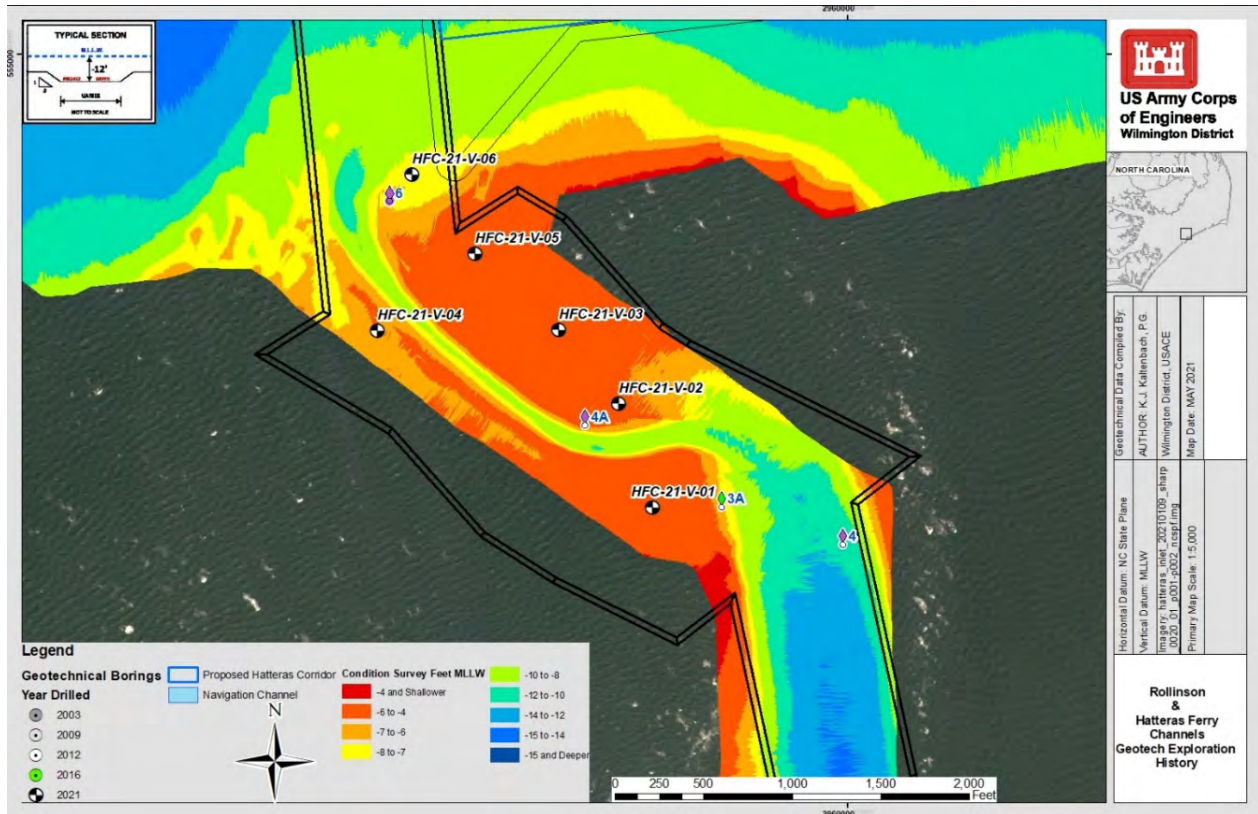 2960000
555000
TYPICAL SECTION
M.L.L.W.
-12'
1
VARIES
NOT TO SCALE
HFC-21-V-06
6
HFC-21-V-05
HFC-21-V-04
HFC-21-V-03
HFC-21-V-02
4A
HFC-21-V-01
3A
4
US Army Corps
of Engineers
Wilmington District
NORTH CAROLINA
Geotechnical Data Compiled By:
AUTHOR: K.J. Kaltenbach, P.G.
Wilmington District, USACE
Map Date: MAY 2021
Horizontal Datum: NC State Plane
Vertical Datum: MLLW
Imagery: hatteras_inlet_20210109_sharp
0020_01_p001-p002_ncspf.img
Primary Map Scale: 1:5,000
Rollinson
&
Hatteras Ferry
Channels
Geotech Exploration
History
Legend
Geotechnical Borings
Year Drilled
2003
2009
2012
2016
2021
Proposed Hatteras Corridor
Navigation Channel
N
Condition Survey Feet MLLW
-4 and Shallower
-6 to -4
-7 to -6
-8 to -7
-10 to -8
-12 to -10
-14 to -12
-15 to -14
-15 and Deeper
0 250 500 1,000 1,500 2,000
Feet